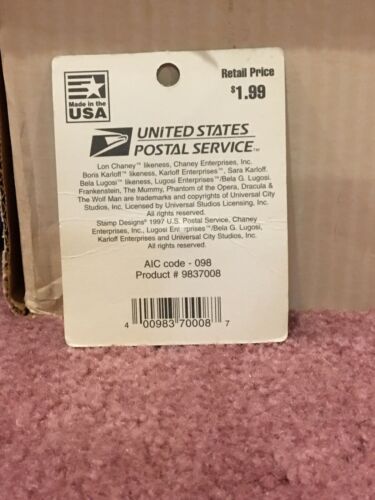 Made in the
USA
Retail Price
$1.99
UNITED STATES
POSTAL SERVICE™
Lon Chaney™ likeness, Chaney Enterprises, Inc.
Boris Karloff™ likeness, Karloff Enterprises™, Sara Karloff.
Bela Lugosi™ likeness, Lugosi Enterprises™/Bela G. Lugosi.
Frankenstein, The Mummy, Phantom of the Opera, Dracula &
The Wolf Man are trademarks and copyrights of Universal City
Studios, Inc. Licensed by Universal Studios Licensing, Inc.
All rights reserved.
Stamp Designs© 1997 U.S. Postal Service, Chaney
Enterprises, Inc., Lugosi Enterprises™/Bela G. Lugosi,
Karloff Enterprises and Universal City Studios, Inc.
All rights reserved.
AIC code - 098
Product # 9837008
4 00983 70008 7